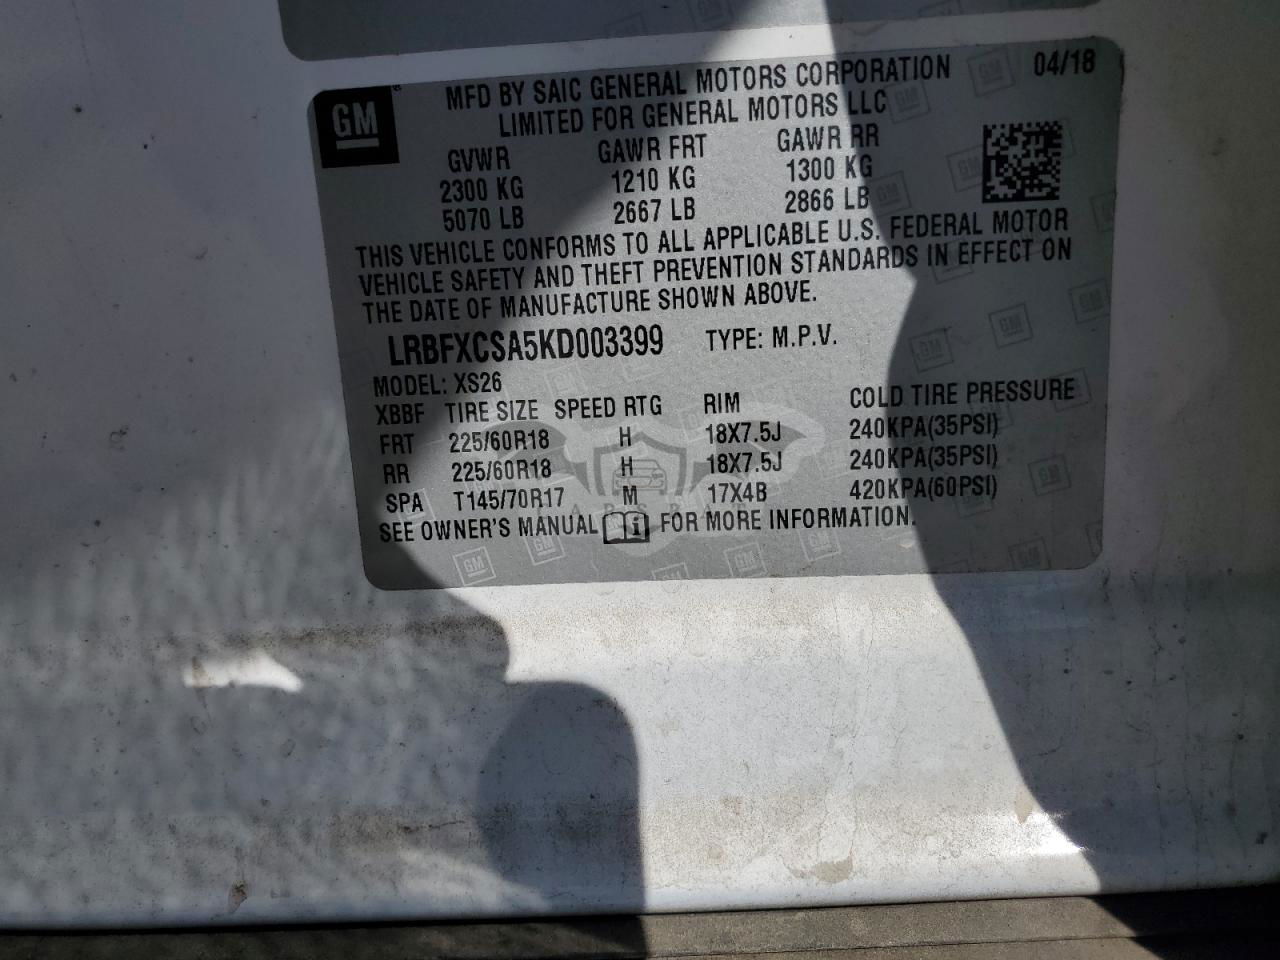 GM
MFD BY SAIC GENERAL MOTORS CORPORATION 04/18
LIMITED FOR GENERAL MOTORS LLC
GVWR GAWR FRT GAWR RR
2300 KG 1210 KG 1300 KG
5070 LB 2667 LB 2866 LB
THIS VEHICLE CONFORMS TO ALL APPLICABLE U.S. FEDERAL MOTOR
VEHICLE SAFETY AND THEFT PREVENTION STANDARDS IN EFFECT ON
THE DATE OF MANUFACTURE SHOWN ABOVE.
LRBFXCSA5KD003399 TYPE: M.P.V.
MODEL: XS26
XBBF TIRE SIZE SPEED RTG RIM COLD TIRE PRESSURE
FRT 225/60R18 H 18X7.5J 240KPA(35PSI)
RR 225/60R18 H 18X7.5J 240KPA(35PSI)
SPA T145/70R17 M 17X4B 420KPA(60PSI)
SEE OWNER'S MANUAL FOR MORE INFORMATION.